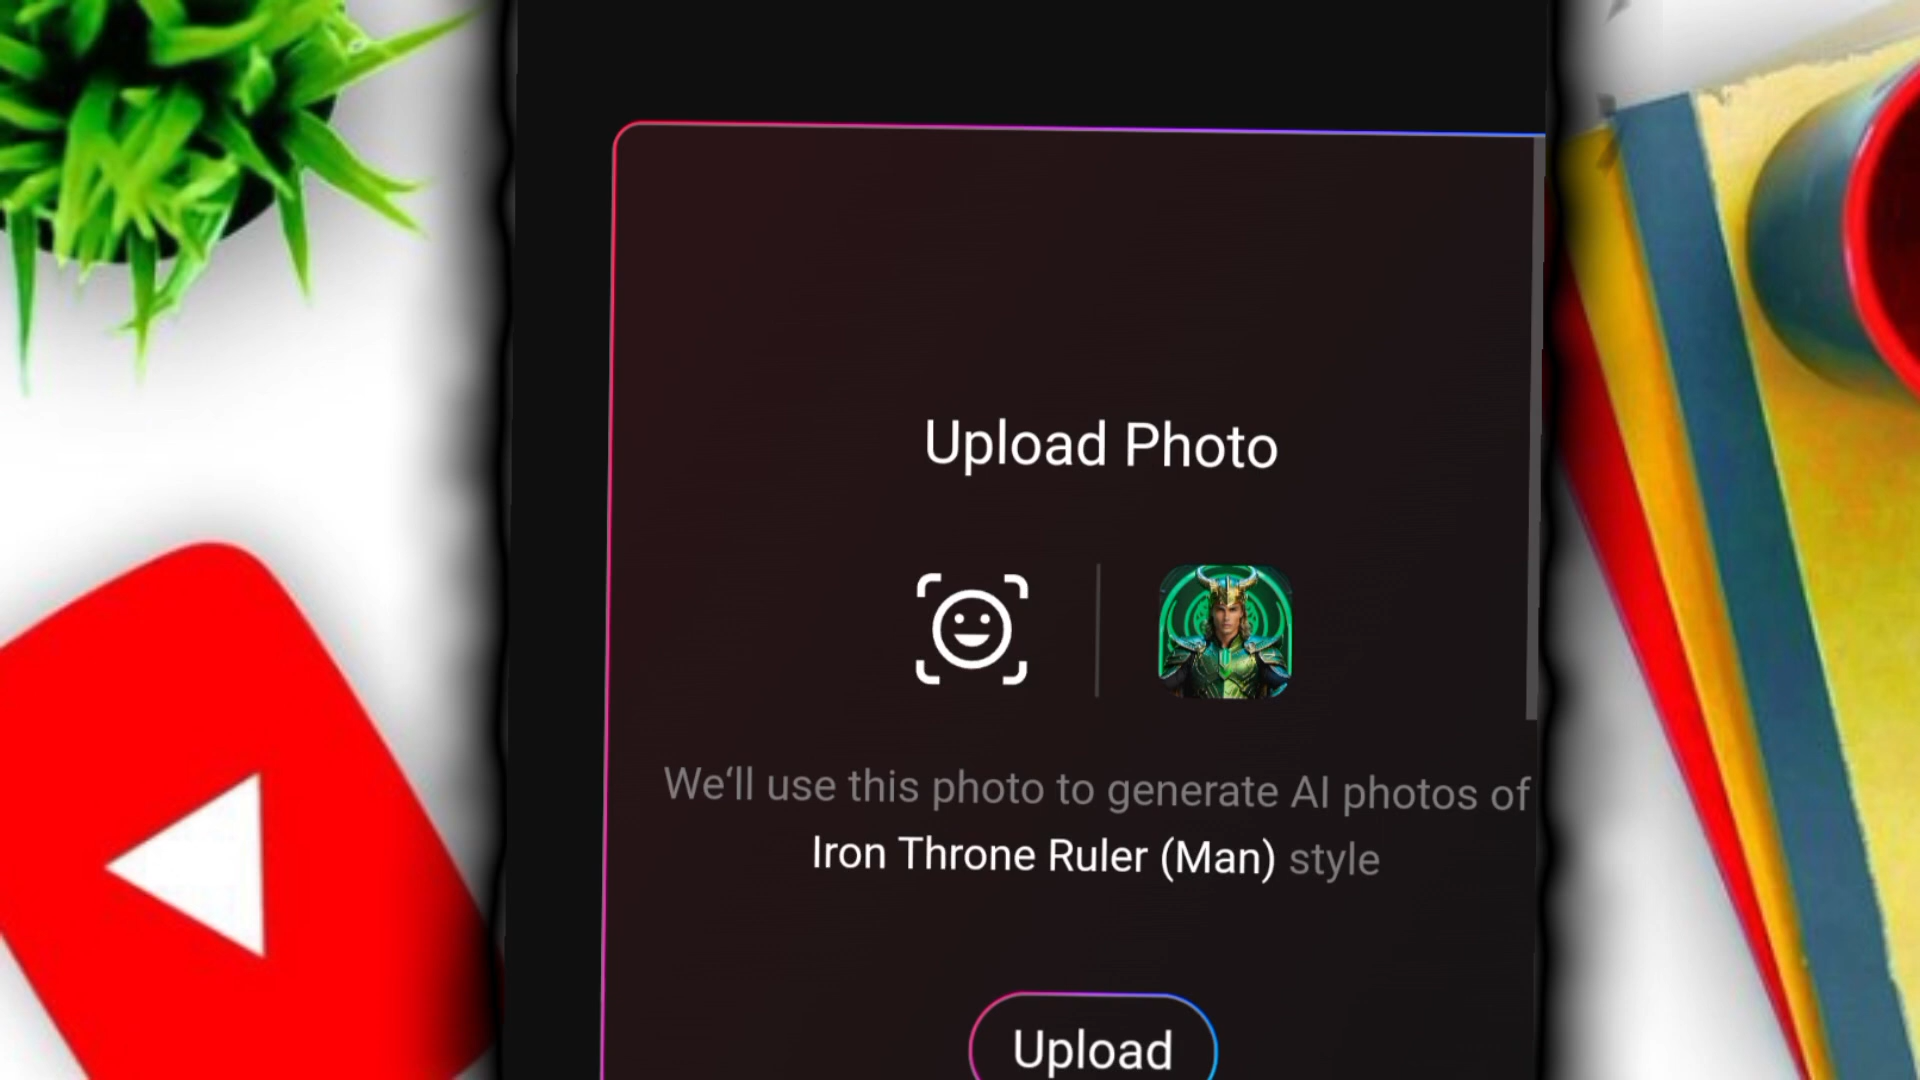 Upload Photo
We‘ll use this photo to generate AI photos of
Iron Throne Ruler (Man) style
Upload